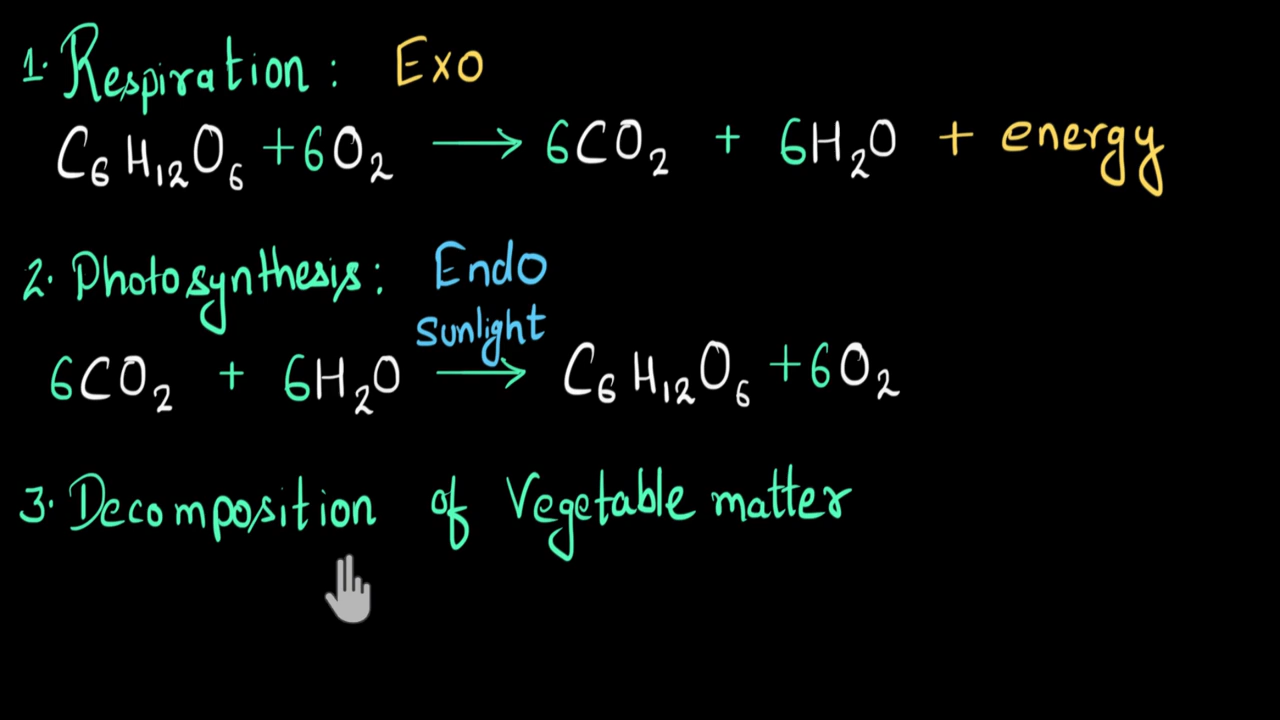 1. Respiration: Exo
C₆H₁₂O₆ + 6O₂ → 6CO₂ + 6H₂O + energy
2. Photosynthesis: Endo
Sunlight
6CO₂ + 6H₂O → C₆H₁₂O₆ + 6O₂
3. Decomposition of Vegetable matter